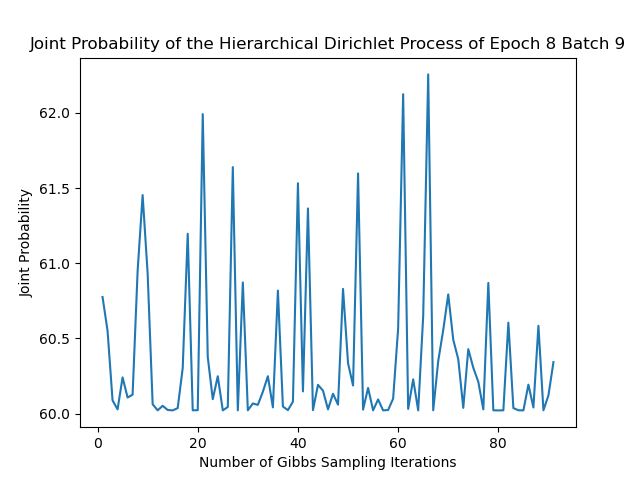 Joint Probability of the Hierarchical Dirichlet Process of Epoch 8 Batch 9
62.0
61.5
61.0
60.5
60.0
Joint Probability
0 20 40 60 80
Number of Gibbs Sampling Iterations